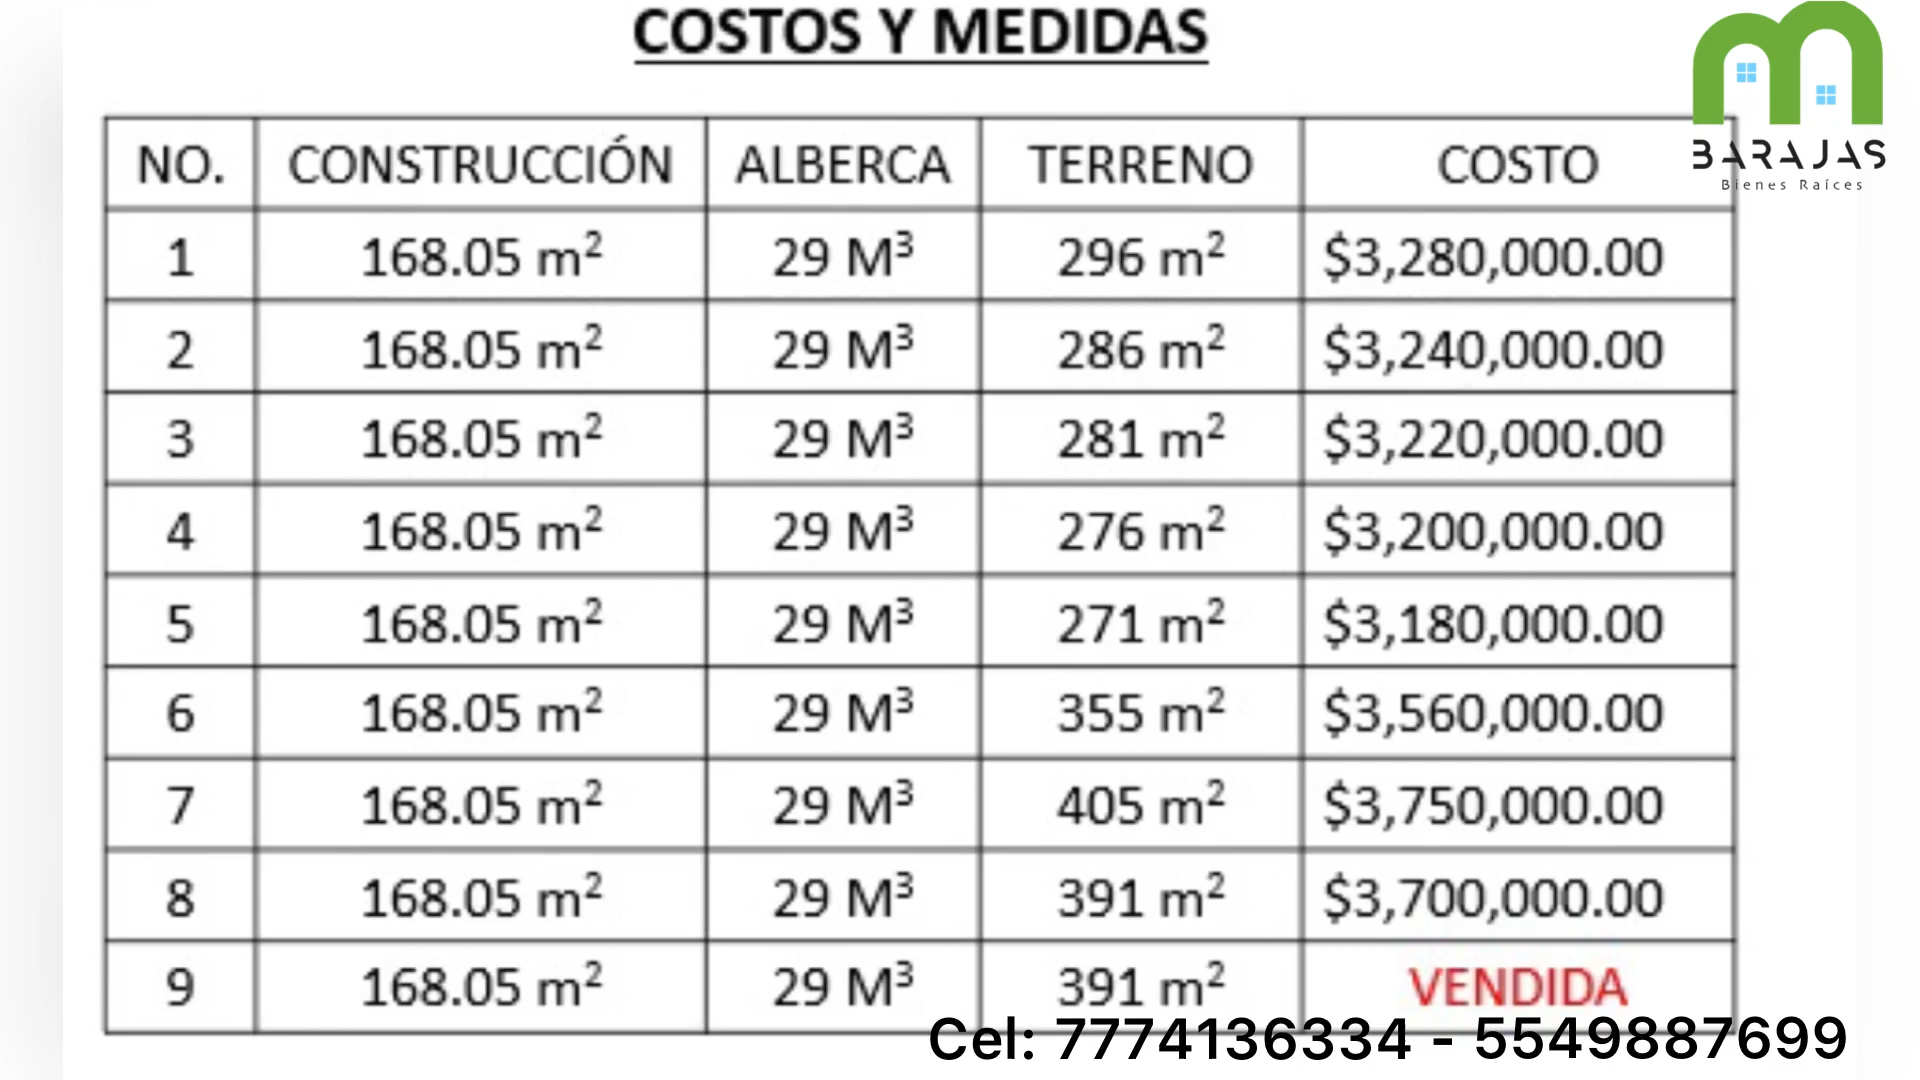 COSTOS Y MEDIDAS
BARAJAS
Bienes Raíces
NO. CONSTRUCCIÓN ALBERCA TERRENO COSTO
1 168.05 m² 29 M³ 296 m² $3,280,000.00
2 168.05 m² 29 M³ 286 m² $3,240,000.00
3 168.05 m² 29 M³ 281 m² $3,220,000.00
4 168.05 m² 29 M³ 276 m² $3,200,000.00
5 168.05 m² 29 M³ 271 m² $3,180,000.00
6 168.05 m² 29 M³ 355 m² $3,560,000.00
7 168.05 m² 29 M³ 405 m² $3,750,000.00
8 168.05 m² 29 M³ 391 m² $3,700,000.00
9 168.05 m² 29 M³ 391 m² VENDIDA
Cel: 7774136334 - 5549887699